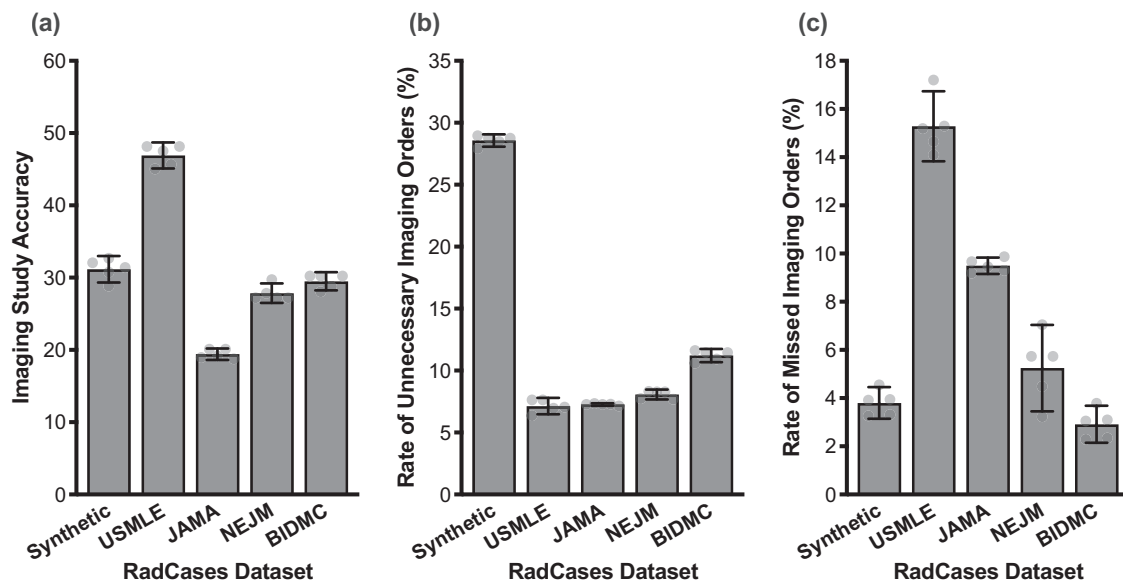 (a)
Imaging Study Accuracy
60
50
40
30
20
10
0
Synthetic
USMLE
JAMA
NEJM
BIDMC
RadCases Dataset
(b)
Rate of Unnecessary Imaging Orders (%)
35
30
25
20
15
10
5
0
Synthetic
USMLE
JAMA
NEJM
BIDMC
RadCases Dataset
(c)
Rate of Missed Imaging Orders (%)
18
16
14
12
10
8
6
4
2
0
Synthetic
USMLE
JAMA
NEJM
BIDMC
RadCases Dataset